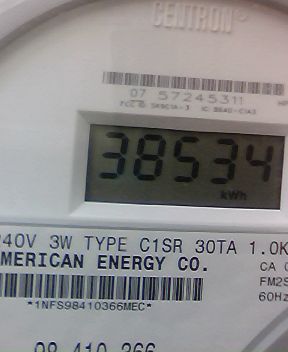 CENTRON®
07 57245311
38534
kWh
240V 3W TYPE C1SR 30TA 1.0K
AMERICAN ENERGY CO.
CA 0
FM2S
60Hz
*1NFS98410366MEC*
98 410 366